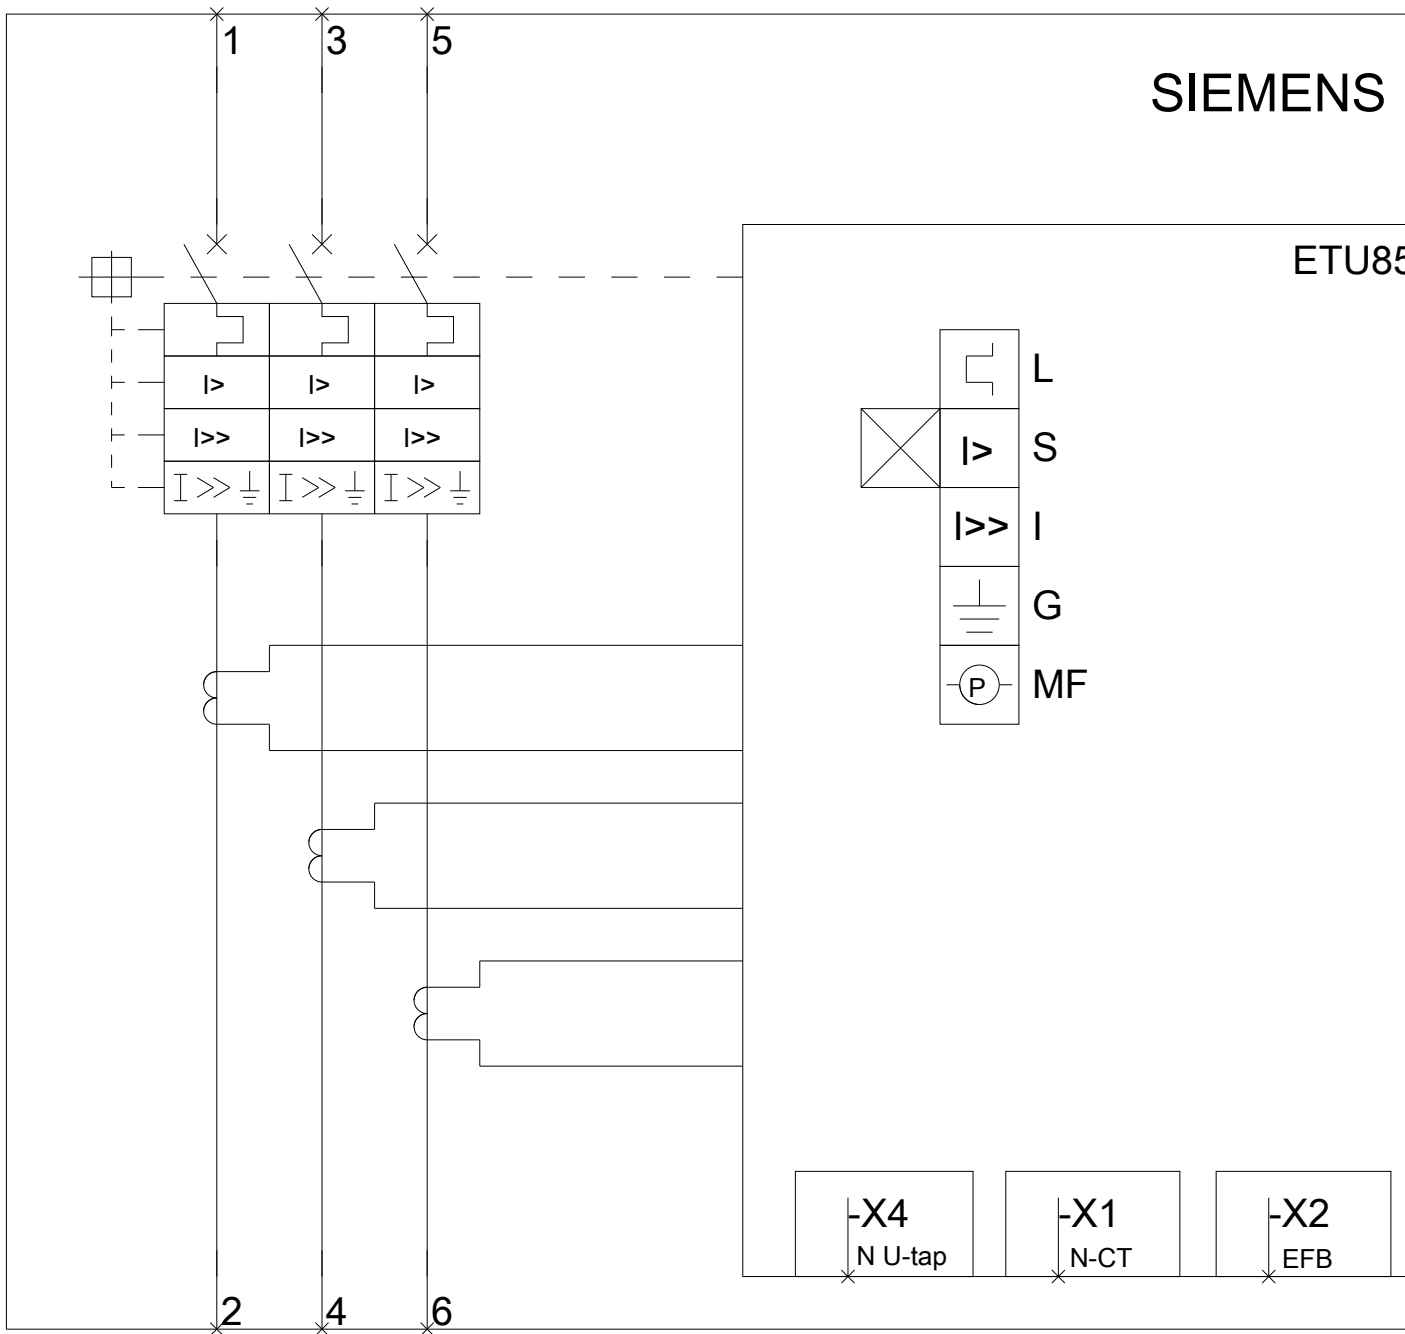 1 3 5
SIEMENS
ETU85
I> I> I>
I>> I>> I>>
I>> I>> I>>
L
I> S
I>> I
G
P MF
-X4 -X1 -X2
N U-tap N-CT EFB
2 4 6